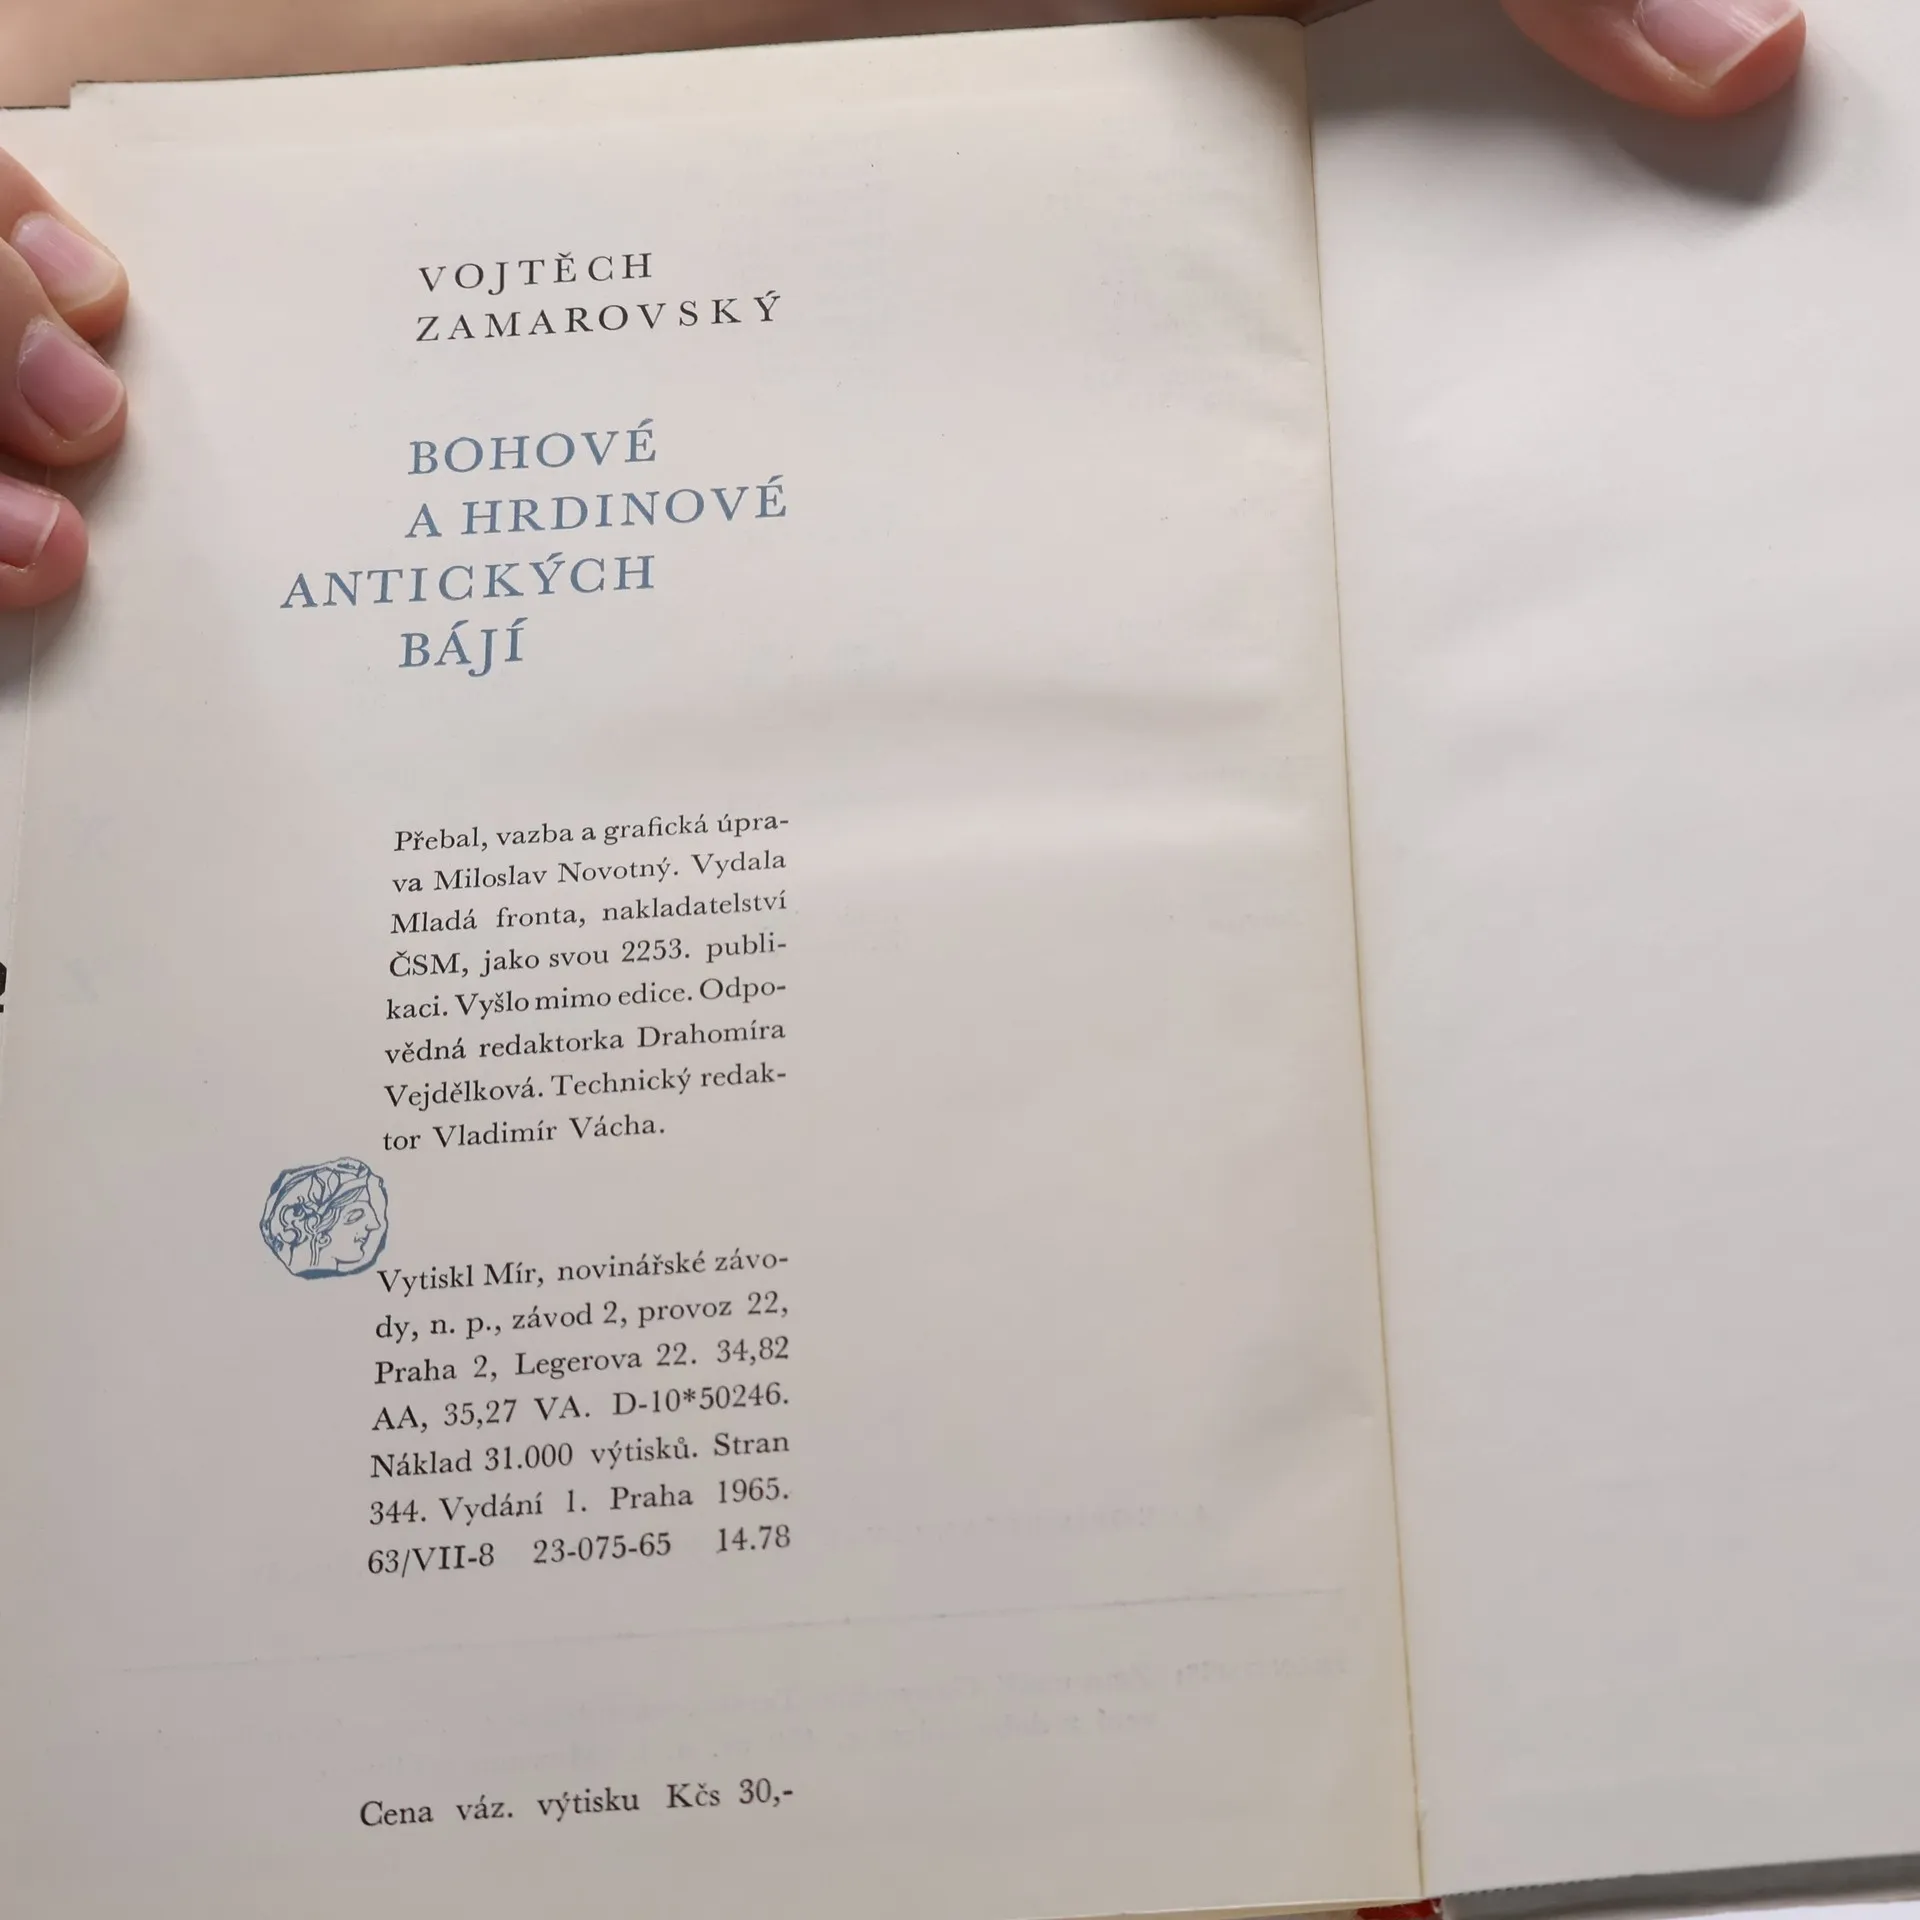 VOJTĚCH
ZAMAROVSKÝ
BOHOVÉ
A HRDINOVÉ
ANTICKÝCH
BÁJÍ
Přebal, vazba a grafická úpra-
va Miloslav Novotný. Vydala
Mladá fronta, nakladatelství
ČSM, jako svou 2253. publi-
kaci. Vyšlo mimo edice. Odpo-
vědná redaktorka Drahomíra
Vejdělková. Technický redak-
tor Vladimír Vácha.
Vytiskl Mír, novinářské závo-
dy, n. p., závod 2, provoz 22,
Praha 2, Legerova 22. 34,82
AA, 35,27 VA. D-10*50246.
Náklad 31.000 výtisků. Stran
344. Vydání 1. Praha 1965.
63/VII-8 23-075-65 14.78
Cena váz. výtisku Kčs 30,-